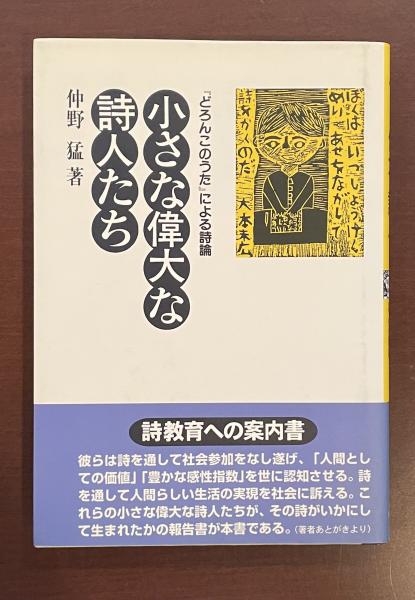 『どろんこのうた』による詩論
小さな偉大な
詩人たち
仲野 猛 著
ぼくは いっしょうけん
めい あせをながして
詩をかくのだ 大本末広
詩教育への案内書
彼らは詩を通して社会参加をなし遂げ、「人間とし
ての価値」「豊かな感性指数」を世に認知させる。詩
を通して人間らしい生活の実現を社会に訴える。こ
れらの小さな偉大な詩人たちが、その詩がいかにし
て生まれたかの報告書が本書である。（著者あとがきより）